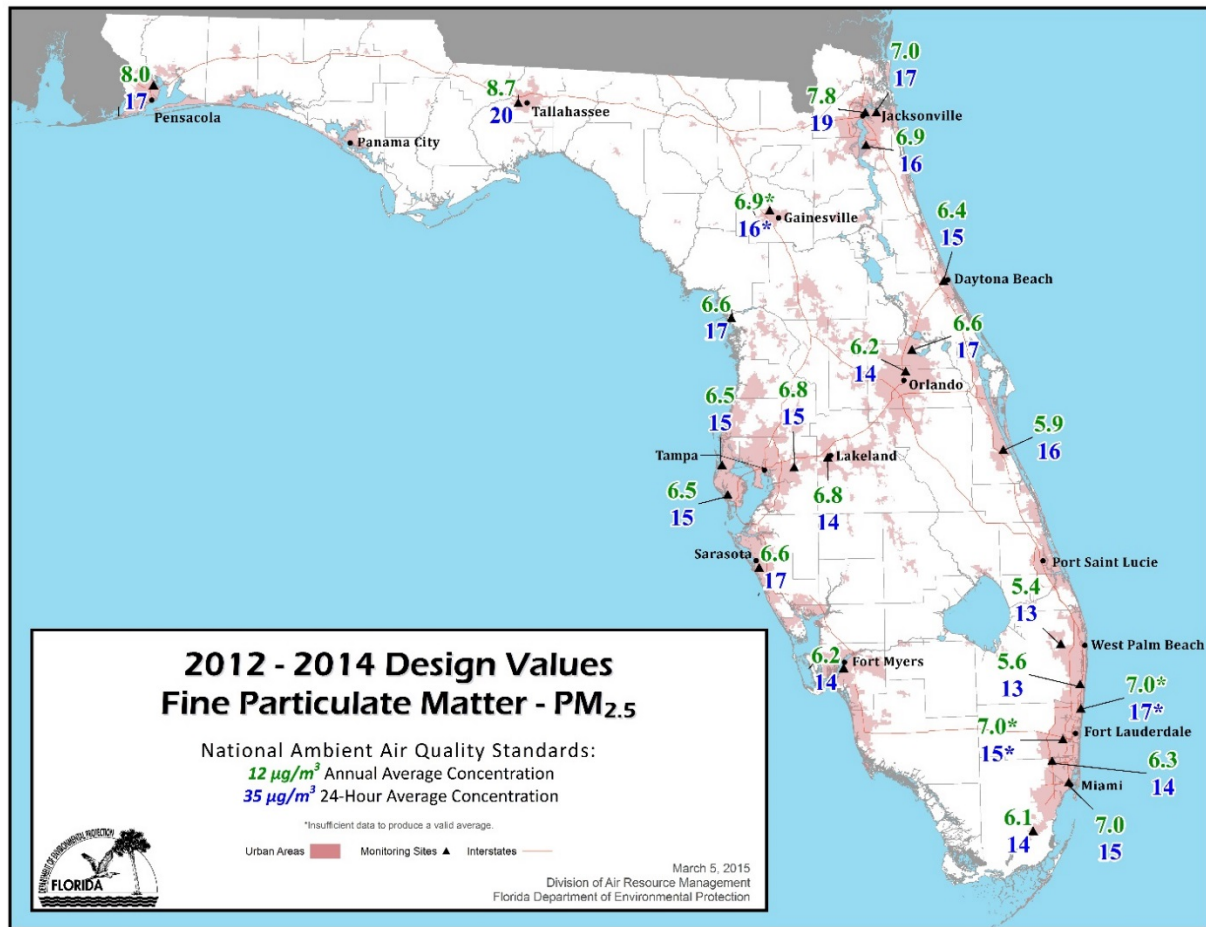 8.0
17
Pensacola
Panama City
8.7
20
Tallahassee
7.0
17
7.8
19
Jacksonville
6.9
16
6.9*
16*
Gainesville
6.4
15
Daytona Beach
6.6
17
6.6
17
6.2
14
Orlando
6.5
15
6.8
15
5.9
16
Tampa
Lakeland
6.8
14
6.5
15
Sarasota
6.6
17
Port Saint Lucie
5.4
13
West Palm Beach
6.2
14
Fort Myers
5.6
13
7.0*
17*
7.0*
15*
Fort Lauderdale
6.3
14
Miami
7.0
15
6.1
14
2012 - 2014 Design Values
Fine Particulate Matter - PM2.5
National Ambient Air Quality Standards:
12 µg/m³ Annual Average Concentration
35 µg/m³ 24-Hour Average Concentration
*Insufficient data to produce a valid average.
Urban Areas Monitoring Sites Interstates
DEPARTMENT OF ENVIRONMENTAL PROTECTION
FLORIDA
March 5, 2015
Division of Air Resource Management
Florida Department of Environmental Protection